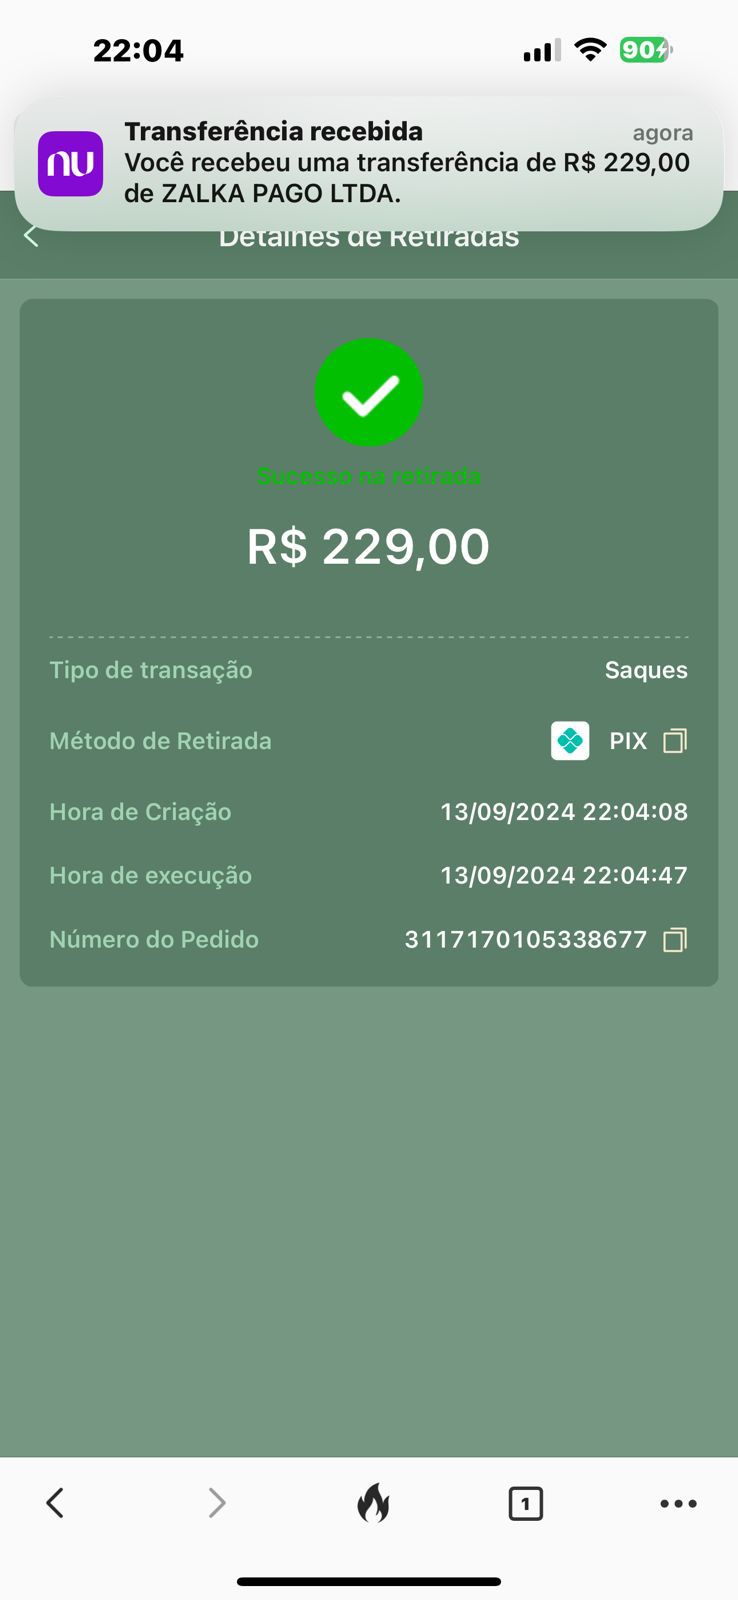 22:04
90
nu
Transferência recebida
agora
Você recebeu uma transferência de R$ 229,00
de ZALKA PAGO LTDA.
Detalhes de Retiradas
Sucesso na retirada
R$ 229,00
Tipo de transação
Saques
Método de Retirada
PIX
Hora de Criação
13/09/2024 22:04:08
Hora de execução
13/09/2024 22:04:47
Número do Pedido
3117170105338677
1